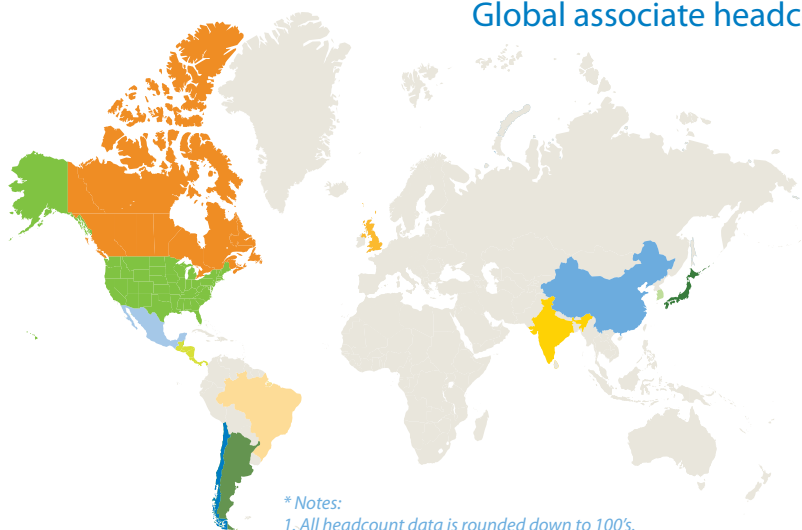 Global associate headc
* Notes:
1. All headcount data is rounded down to 100's.